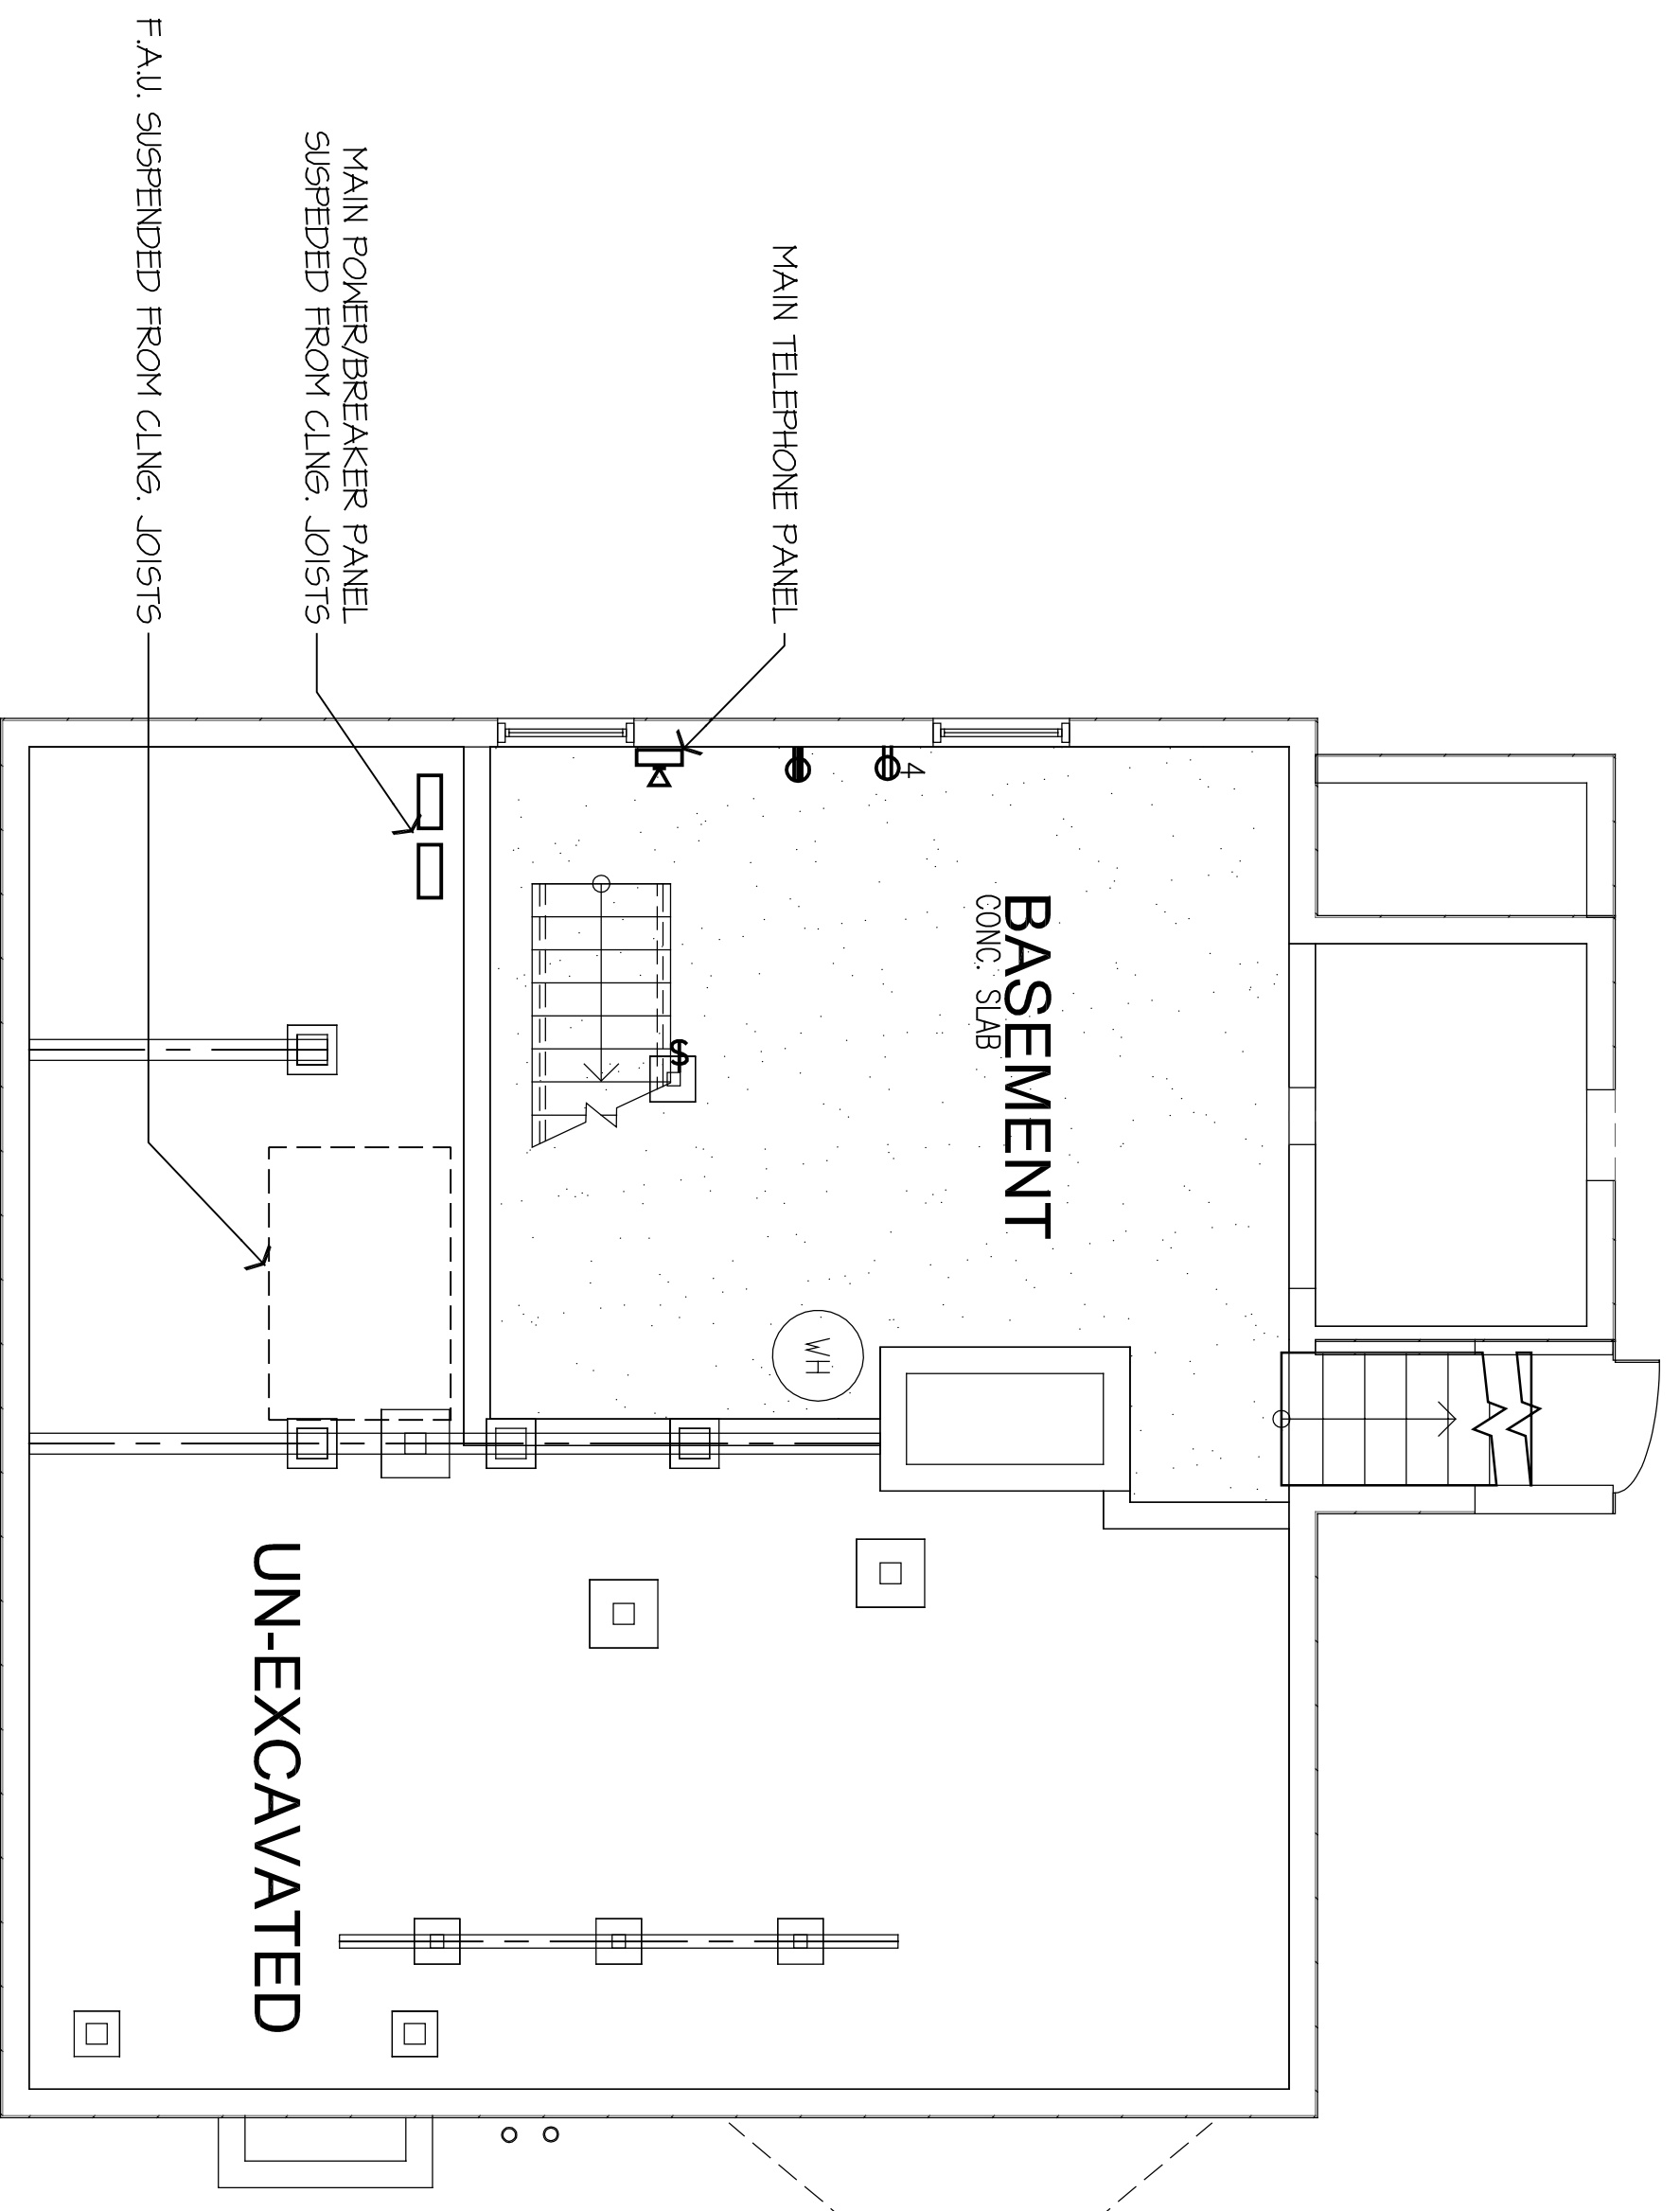 MAIN TELEPHONE PANEL
MAIN POWER/BREAKER PANEL
SUSPEDED FROM CLNG. JOISTS
F.A.U. SUSPENDED FROM CLNG. JOISTS
4
BASEMENT
CONC. SLAB
$
WH
UN-EXCAVATED